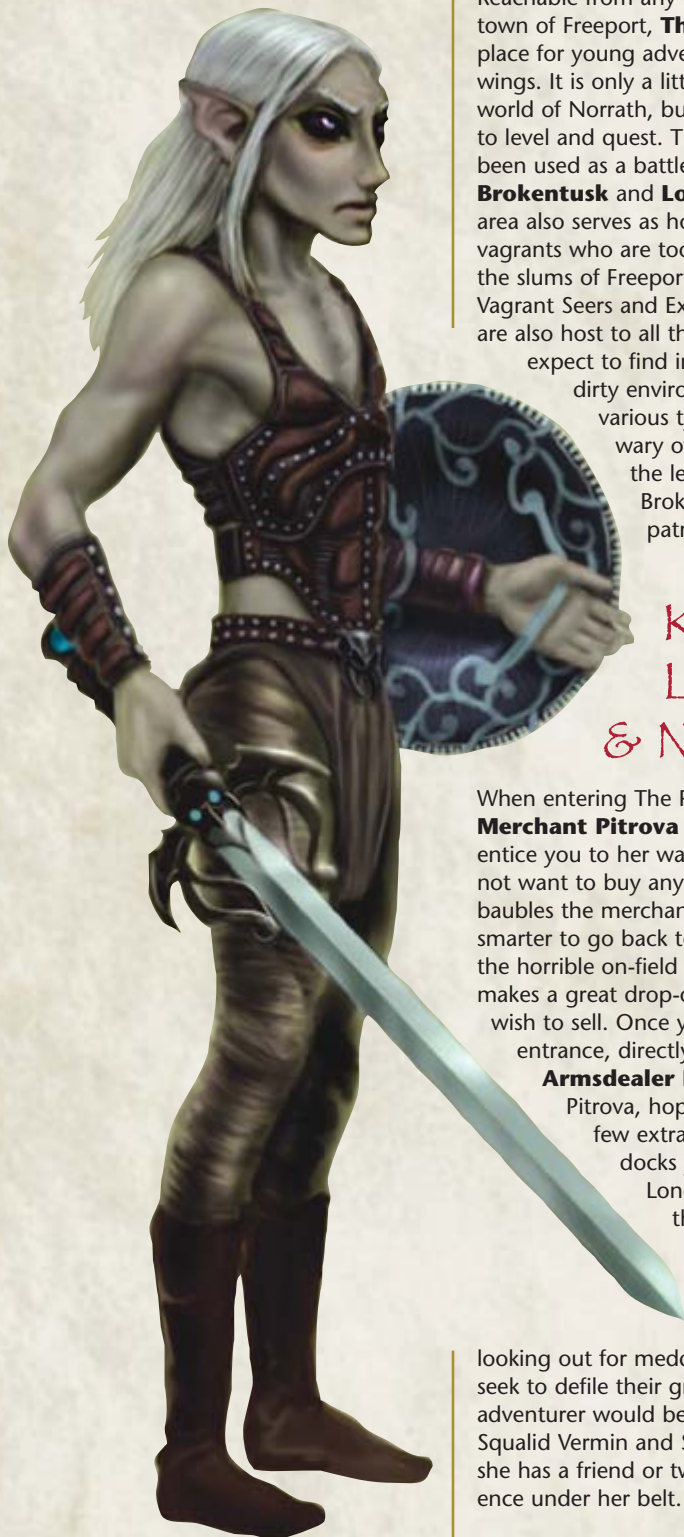 town of Freeport, Th
place for young adve
wings. It is only a litt
world of Norrath, bu
to level and quest. T
been used as a battle
Brokentusk and Lo
area also serves as ho
vagrants who are too
the slums of Freeport
Vagrant Seers and Ex
are also host to all th
expect to find in
dirty enviro
various t
wary o
the le
Brok
patr
K
L
& N
When entering The
Merchant Pitrova
entice you to her wa
not want to buy any
baubles the merchan
smarter to go back to
the horrible on-field
makes a great drop-o
wish to sell. Once y
entrance, directly
Armsdealer
Pitrova, hop
few extra
docks
Lon
th
looking out for medd
seek to defile their gr
adventurer would be
Squalid Vermin and S
she has a friend or tw
ence under her belt.